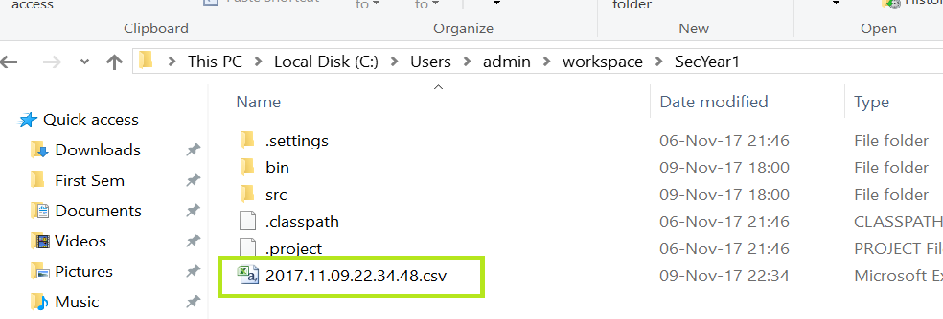 access
Paste shortcut
to
to
folder
History
Clipboard
Organize
New
Open
This PC > Local Disk (C:) > Users > admin > workspace > SecYear1
Name Date modified Type
Quick access
Downloads
First Sem
Documents
Videos
Pictures
Music
.settings 06-Nov-17 21:46 File folder
bin 09-Nov-17 18:00 File folder
src 09-Nov-17 18:00 File folder
.classpath 06-Nov-17 21:46 CLASSPATH
.project 06-Nov-17 21:46 PROJECT Fil
2017.11.09.22.34.48.csv 09-Nov-17 22:34 Microsoft Ex